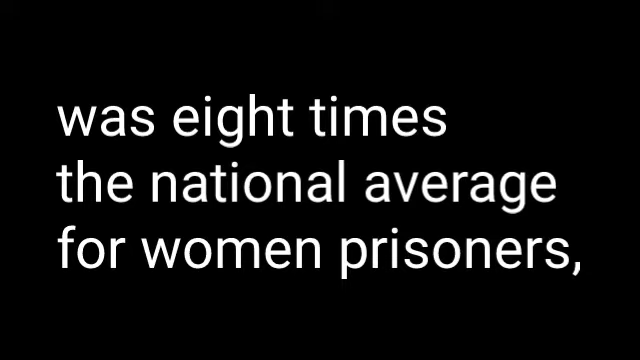 was eight times
the national average
for women prisoners,